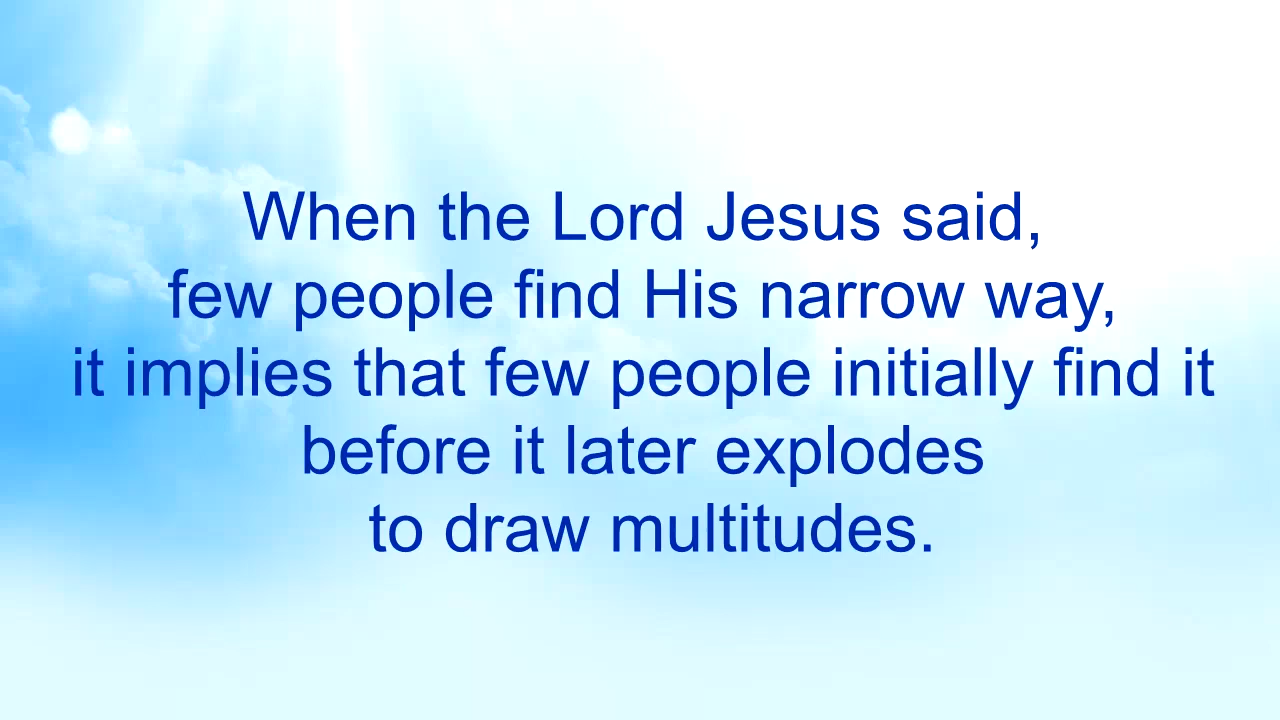 When the Lord Jesus said,
few people find His narrow way,
it implies that few people initially find it
before it later explodes
to draw multitudes.